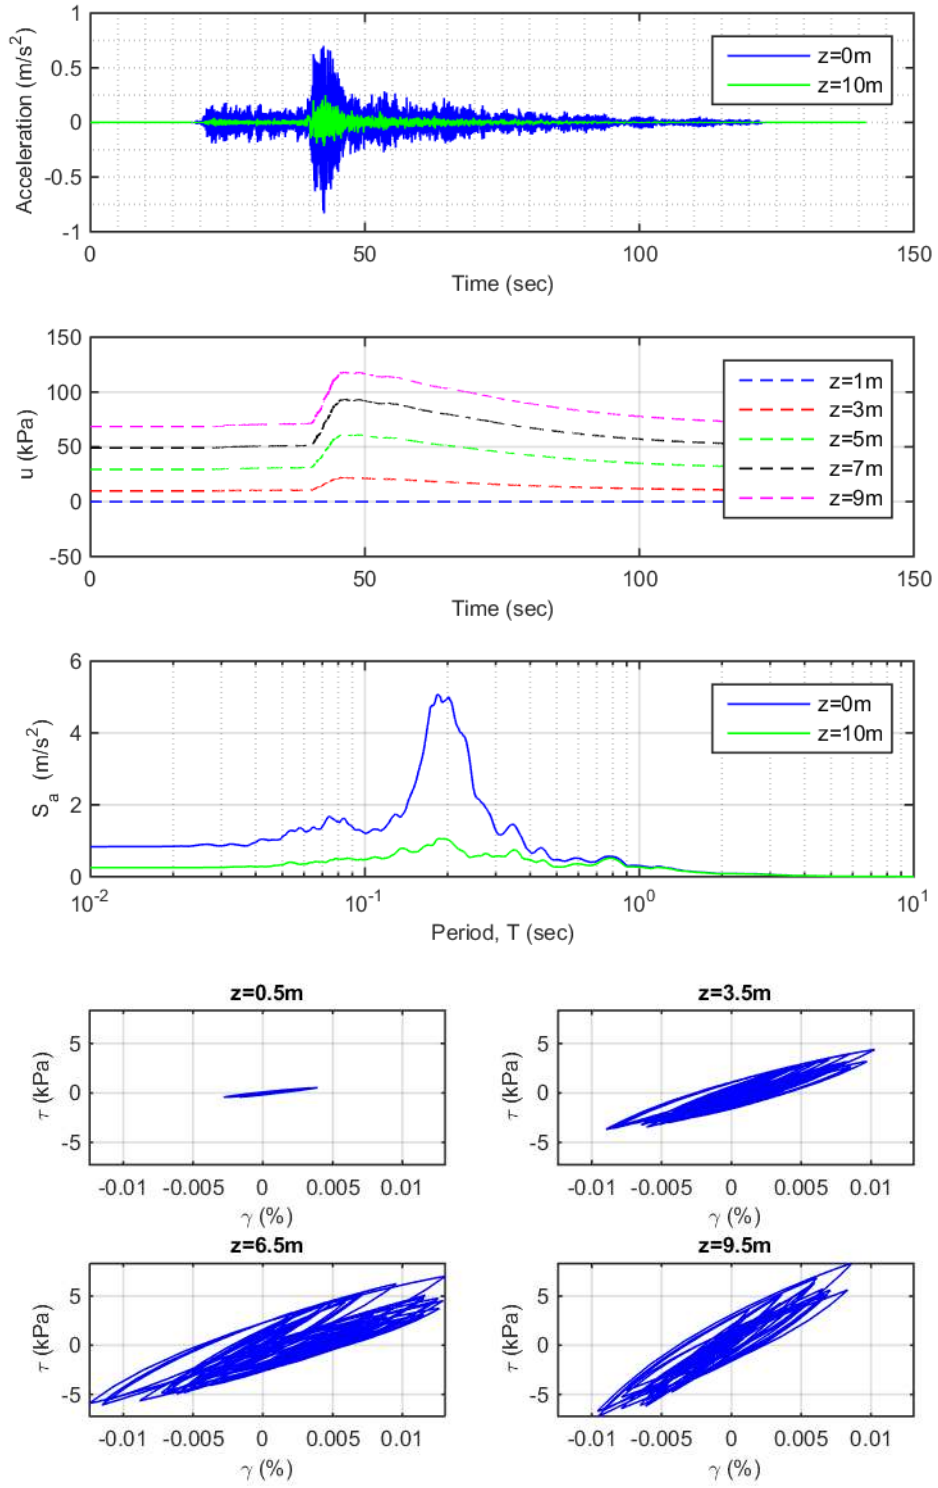 1
0.5
0
-0.5
-1
Acceleration (m/s²)
z=0m
z=10m
0 50 100 150
Time (sec)
150
100
50
0
-50
u (kPa)
z=1m
z=3m
z=5m
z=7m
z=9m
0 50 100 150
Time (sec)
6
4
2
0
S_a (m/s²)
z=0m
z=10m
10⁻² 10⁻¹ 10⁰ 10¹
Period, T (sec)
z=0.5m
5
0
-5
τ (kPa)
-0.01 -0.005 0 0.005 0.01
γ (%)
z=3.5m
5
0
-5
τ (kPa)
-0.01 -0.005 0 0.005 0.01
γ (%)
z=6.5m
5
0
-5
τ (kPa)
-0.01 -0.005 0 0.005 0.01
γ (%)
z=9.5m
5
0
-5
τ (kPa)
-0.01 -0.005 0 0.005 0.01
γ (%)